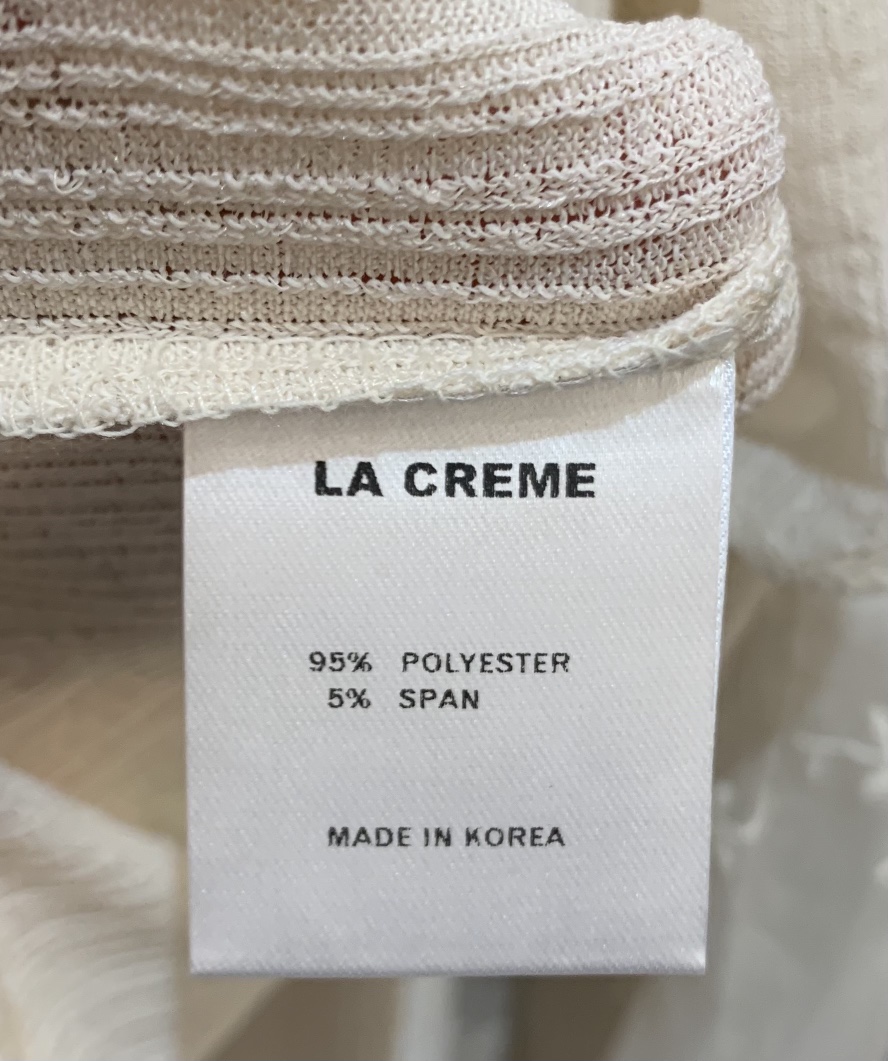 LA CREME
95% POLYESTER
5% SPAN
MADE IN KOREA